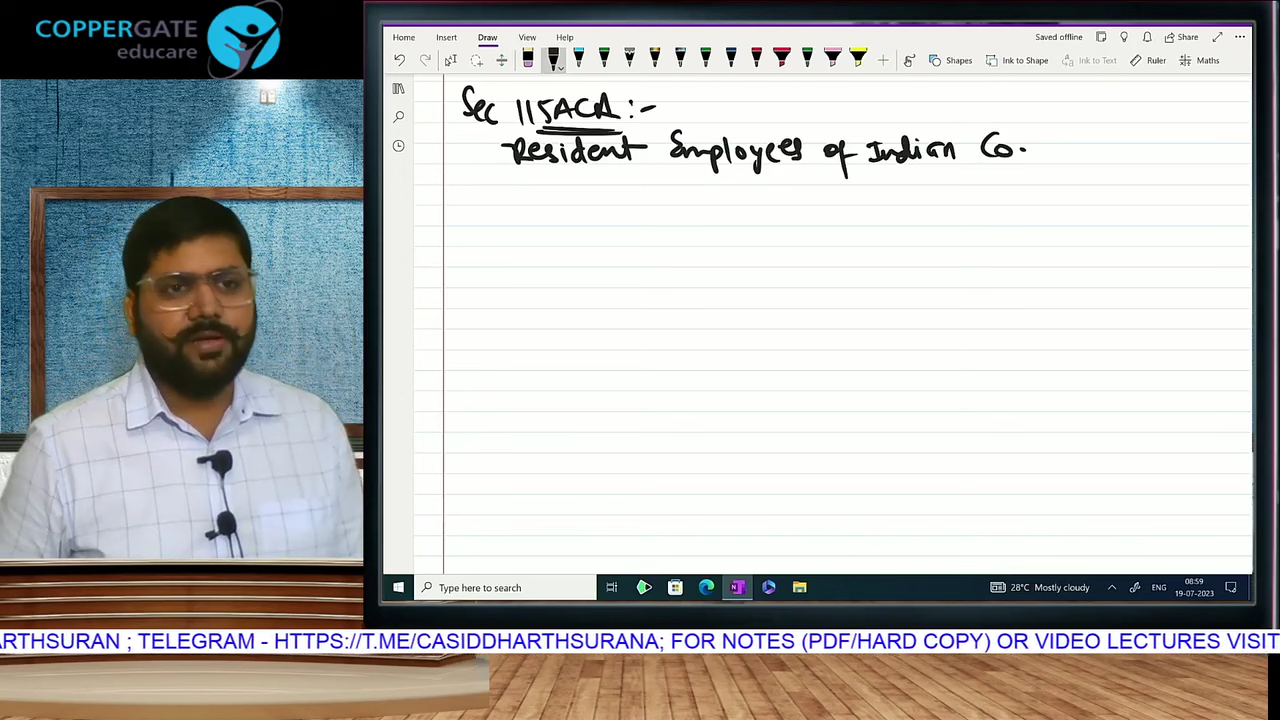 COPPERGATE
educare
Home Insert Draw View Help
Saved offline
Share
Shapes
Ink to Shape
Ink to Text
Ruler
Maths
Sec 115ACA:-
Resident Employees of Indian Co.
Type here to search
28°C Mostly cloudy
ENG
08:59
19-07-2023
ARTHSURAN ; TELEGRAM - HTTPS://T.ME/CASIDDHARTHSURANA; FOR NOTES (PDF/HARD COPY) OR VIDEO LECTURES VISIT